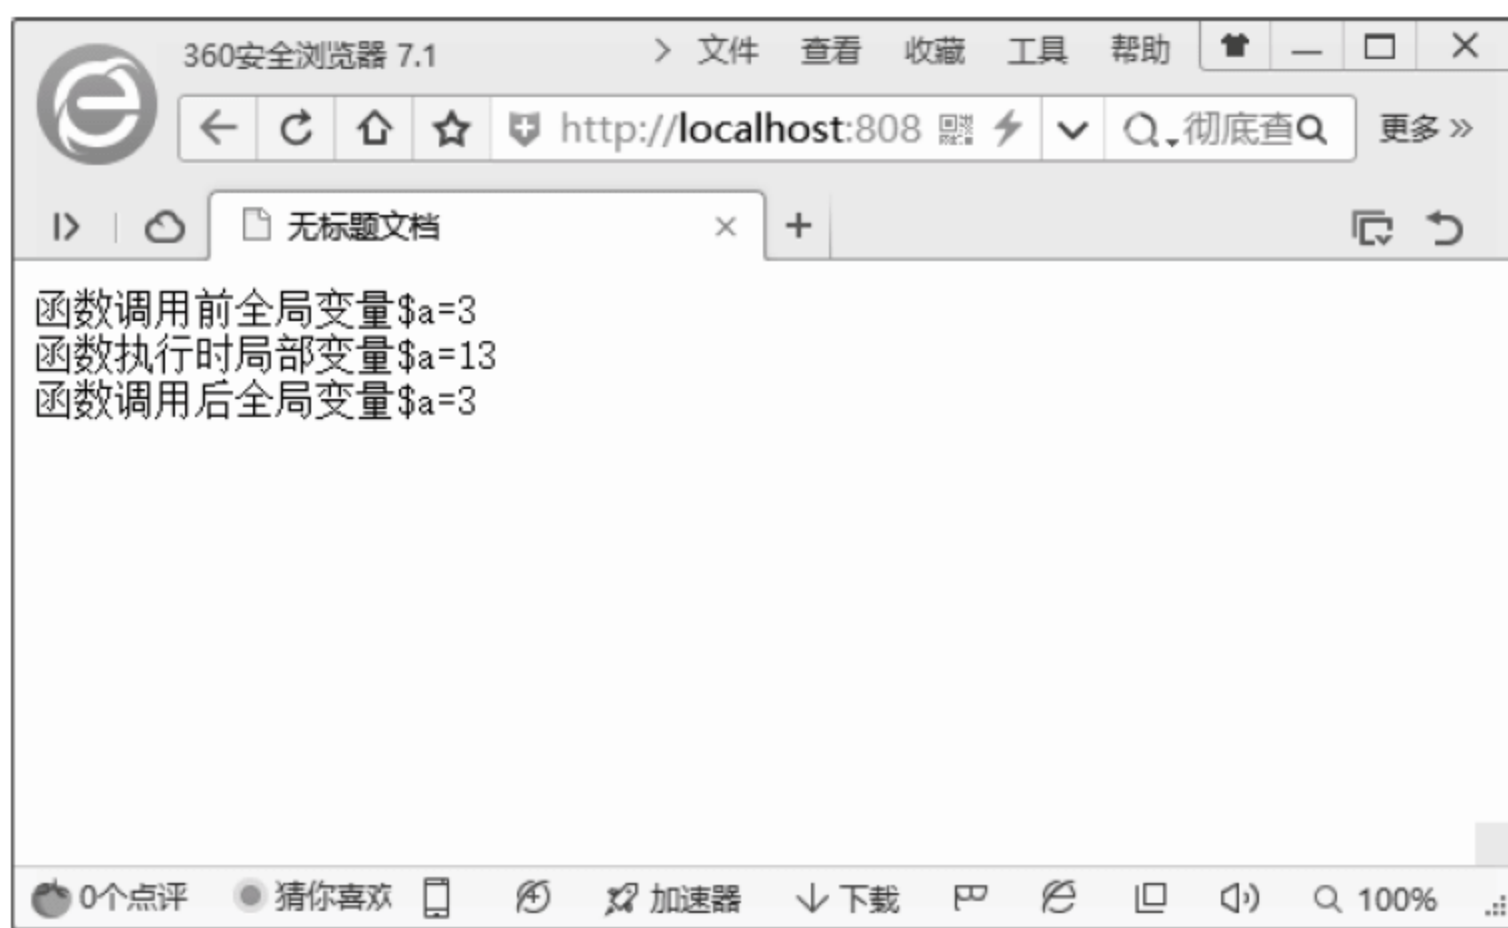 360安全浏览器 7.1
文件 查看 收藏 工具 帮助
http://localhost:808 彻底查 更多
无标题文档
函数调用前全局变量$a=3
函数执行时局部变量$a=13
函数调用后全局变量$a=3
0个点评 猜你喜欢 加速器 下载 100%